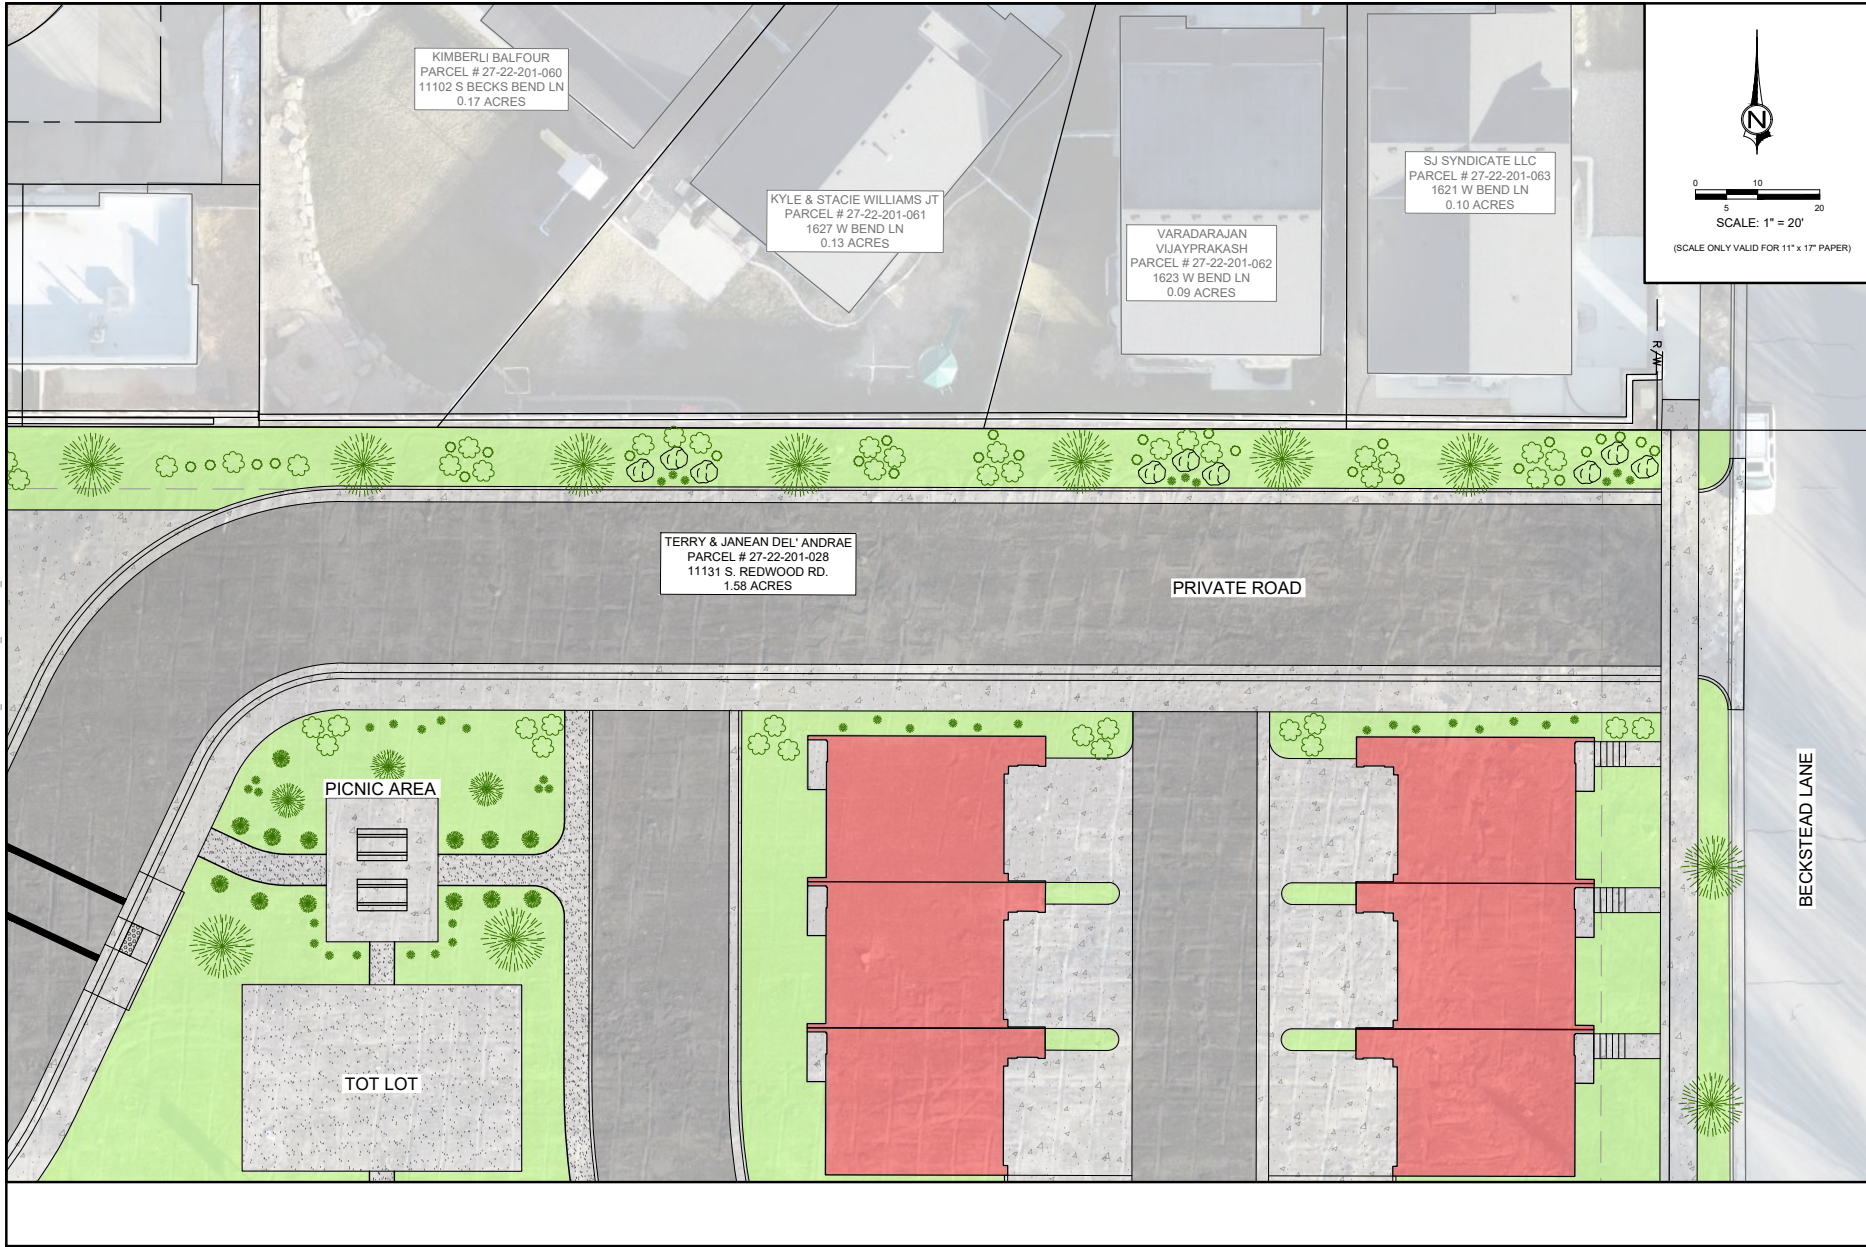 KIMBERLI BALFOUR
PARCEL # 27-22-201-060
11102 S BECKS BEND LN
0.17 ACRES
KYLE & STACIE WILLIAMS JT
PARCEL # 27-22-201-061
1627 W BEND LN
0.13 ACRES
VARADARAJAN
VIJAYPRAKASH
PARCEL # 27-22-201-062
1623 W BEND LN
0.09 ACRES
SJ SYNDICATE LLC
PARCEL # 27-22-201-063
1621 W BEND LN
0.10 ACRES
N
0 10
5 20
SCALE: 1" = 20'
(SCALE ONLY VALID FOR 11" x 17" PAPER)
R/W
TERRY & JANEAN DEL' ANDRAE
PARCEL # 27-22-201-028
11131 S. REDWOOD RD.
1.58 ACRES
PRIVATE ROAD
PICNIC AREA
TOT LOT
BECKSTEAD LANE